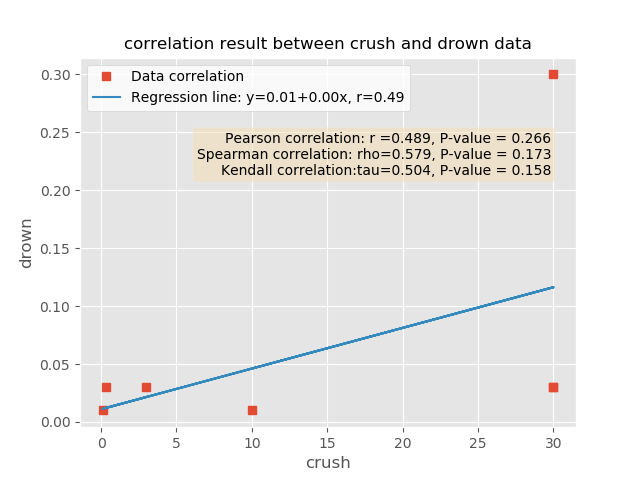 correlation result between crush and drown data
Data correlation
Regression line: y=0.01+0.00x, r=0.49
Pearson correlation: r =0.489, P-value = 0.266
Spearman correlation: rho=0.579, P-value = 0.173
Kendall correlation:tau=0.504, P-value = 0.158
0.30
0.25
0.20
0.15
0.10
0.05
0.00
drown
0 5 10 15 20 25 30
crush